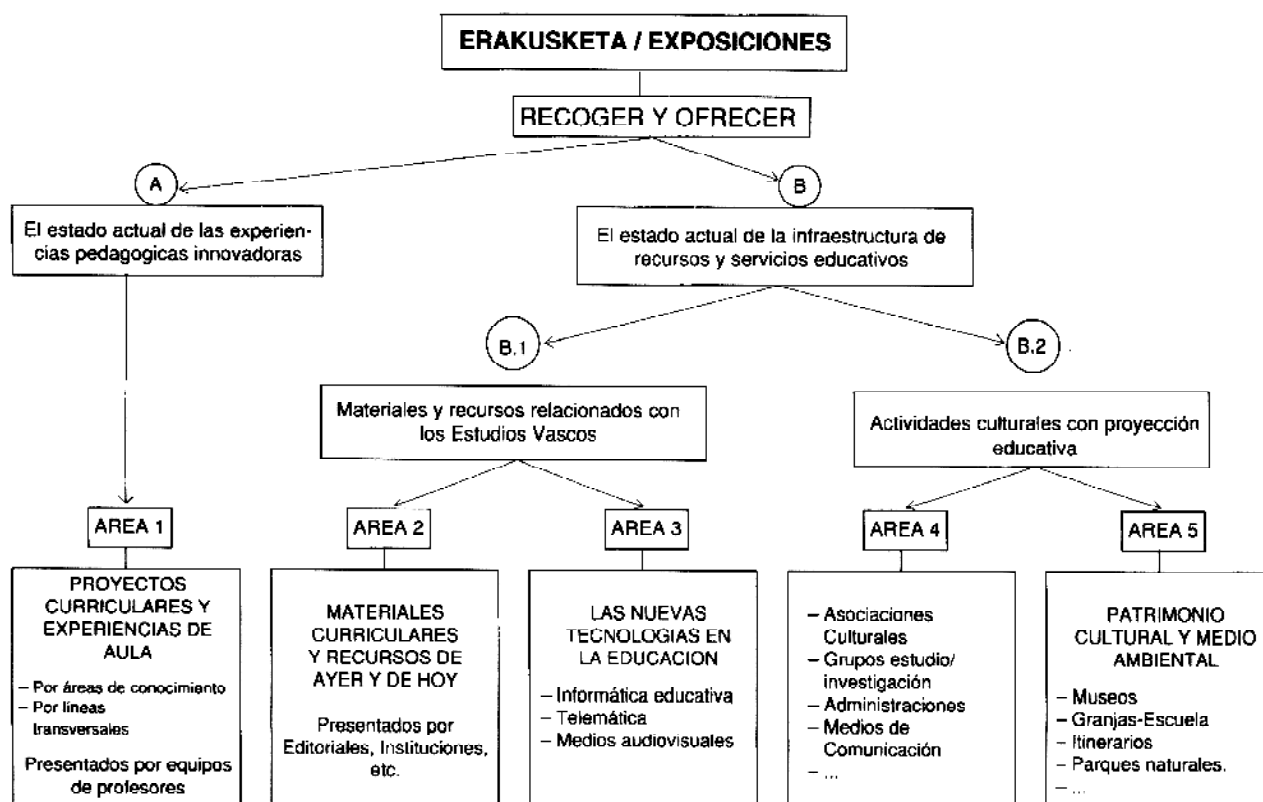 ERAKUSKETA / EXPOSICIONES
RECOGER Y OFRECER
A
El estado actual de las experien-
cias pedagogicas innovadoras
B
El estado actual de la infraestructura de
recursos y servicios educativos
B.1
Materiales y recursos relacionados con
los Estudios Vascos
B.2
Actividades culturales con proyección
educativa
AREA 1
PROYECTOS
CURRICULARES Y
EXPERIENCIAS DE
AULA
– Por áreas de conocimiento
– Por líneas
transversales
Presentados por equipos
de profesores
AREA 2
MATERIALES
CURRICULARES
Y RECURSOS DE
AYER Y DE HOY
Presentados por
Editoriales, Instituciones,
etc.
AREA 3
LAS NUEVAS
TECNOLOGIAS EN
LA EDUCACION
– Informática educativa
– Telemática
– Medios audiovisuales
AREA 4
– Asociaciones
Culturales
– Grupos estudio/
investigación
– Administraciones
– Medios de
Comunicación
– ...
AREA 5
PATRIMONIO
CULTURAL Y MEDIO
AMBIENTAL
– Museos
– Granjas-Escuela
– Itinerarios
– Parques naturales.
– ...